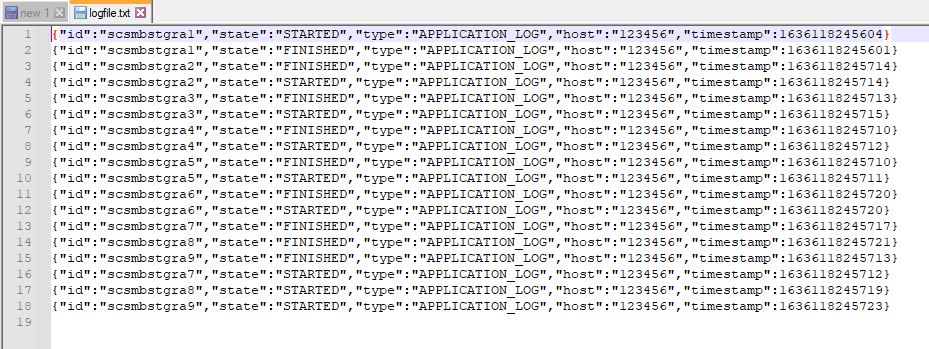 new 1 logfile.txt
1 {"id":"scsmbstgra1","state":"STARTED","type":"APPLICATION_LOG","host":"123456","timestamp":1636118245604}
2 {"id":"scsmbstgra1","state":"FINISHED","type":"APPLICATION_LOG","host":"123456","timestamp":1636118245601}
3 {"id":"scsmbstgra2","state":"FINISHED","type":"APPLICATION_LOG","host":"123456","timestamp":1636118245714}
4 {"id":"scsmbstgra2","state":"STARTED","type":"APPLICATION_LOG","host":"123456","timestamp":1636118245714}
5 {"id":"scsmbstgra3","state":"FINISHED","type":"APPLICATION_LOG","host":"123456","timestamp":1636118245713}
6 {"id":"scsmbstgra3","state":"STARTED","type":"APPLICATION_LOG","host":"123456","timestamp":1636118245715}
7 {"id":"scsmbstgra4","state":"FINISHED","type":"APPLICATION_LOG","host":"123456","timestamp":1636118245710}
8 {"id":"scsmbstgra4","state":"STARTED","type":"APPLICATION_LOG","host":"123456","timestamp":1636118245712}
9 {"id":"scsmbstgra5","state":"FINISHED","type":"APPLICATION_LOG","host":"123456","timestamp":1636118245710}
10 {"id":"scsmbstgra5","state":"STARTED","type":"APPLICATION_LOG","host":"123456","timestamp":1636118245711}
11 {"id":"scsmbstgra6","state":"FINISHED","type":"APPLICATION_LOG","host":"123456","timestamp":1636118245720}
12 {"id":"scsmbstgra6","state":"STARTED","type":"APPLICATION_LOG","host":"123456","timestamp":1636118245720}
13 {"id":"scsmbstgra7","state":"FINISHED","type":"APPLICATION_LOG","host":"123456","timestamp":1636118245717}
14 {"id":"scsmbstgra8","state":"FINISHED","type":"APPLICATION_LOG","host":"123456","timestamp":1636118245721}
15 {"id":"scsmbstgra9","state":"FINISHED","type":"APPLICATION_LOG","host":"123456","timestamp":1636118245713}
16 {"id":"scsmbstgra7","state":"STARTED","type":"APPLICATION_LOG","host":"123456","timestamp":1636118245712}
17 {"id":"scsmbstgra8","state":"STARTED","type":"APPLICATION_LOG","host":"123456","timestamp":1636118245719}
18 {"id":"scsmbstgra9","state":"STARTED","type":"APPLICATION_LOG","host":"123456","timestamp":1636118245723}
19